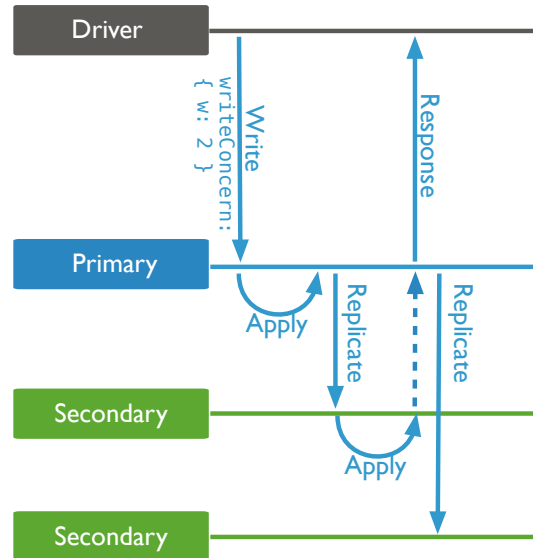 Driver
Write
writeConcern:
{ w: 2 }
Response
Primary
Apply
Replicate
Replicate
Secondary
Apply
Secondary